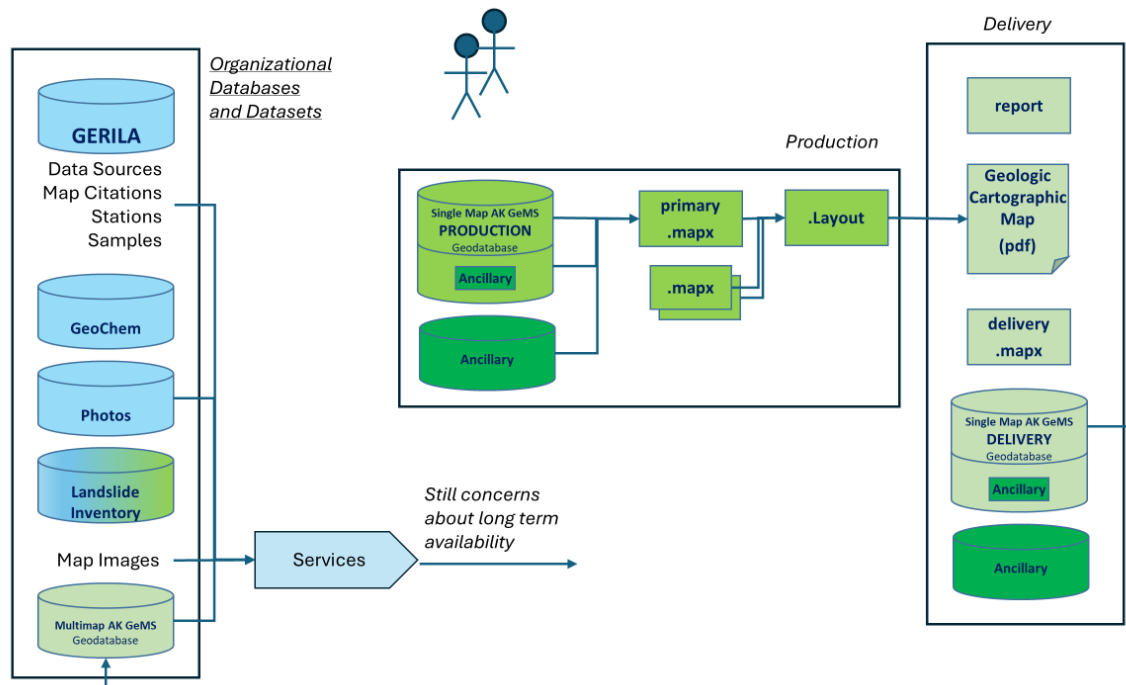 Organizational
Databases
and Datasets
GERILA
Data Sources
Map Citations
Stations
Samples
GeoChem
Photos
Landslide
Inventory
Map Images
Multimap AK GeMS
Geodatabase
Services
Still concerns
about long term
availability
Production
Single Map AK GeMS
PRODUCTION
Geodatabase
Ancillary
Ancillary
primary
.mapx
.mapx
.Layout
Delivery
report
Geologic
Cartographic
Map
(pdf)
delivery
.mapx
Single Map AK GeMS
DELIVERY
Geodatabase
Ancillary
Ancillary